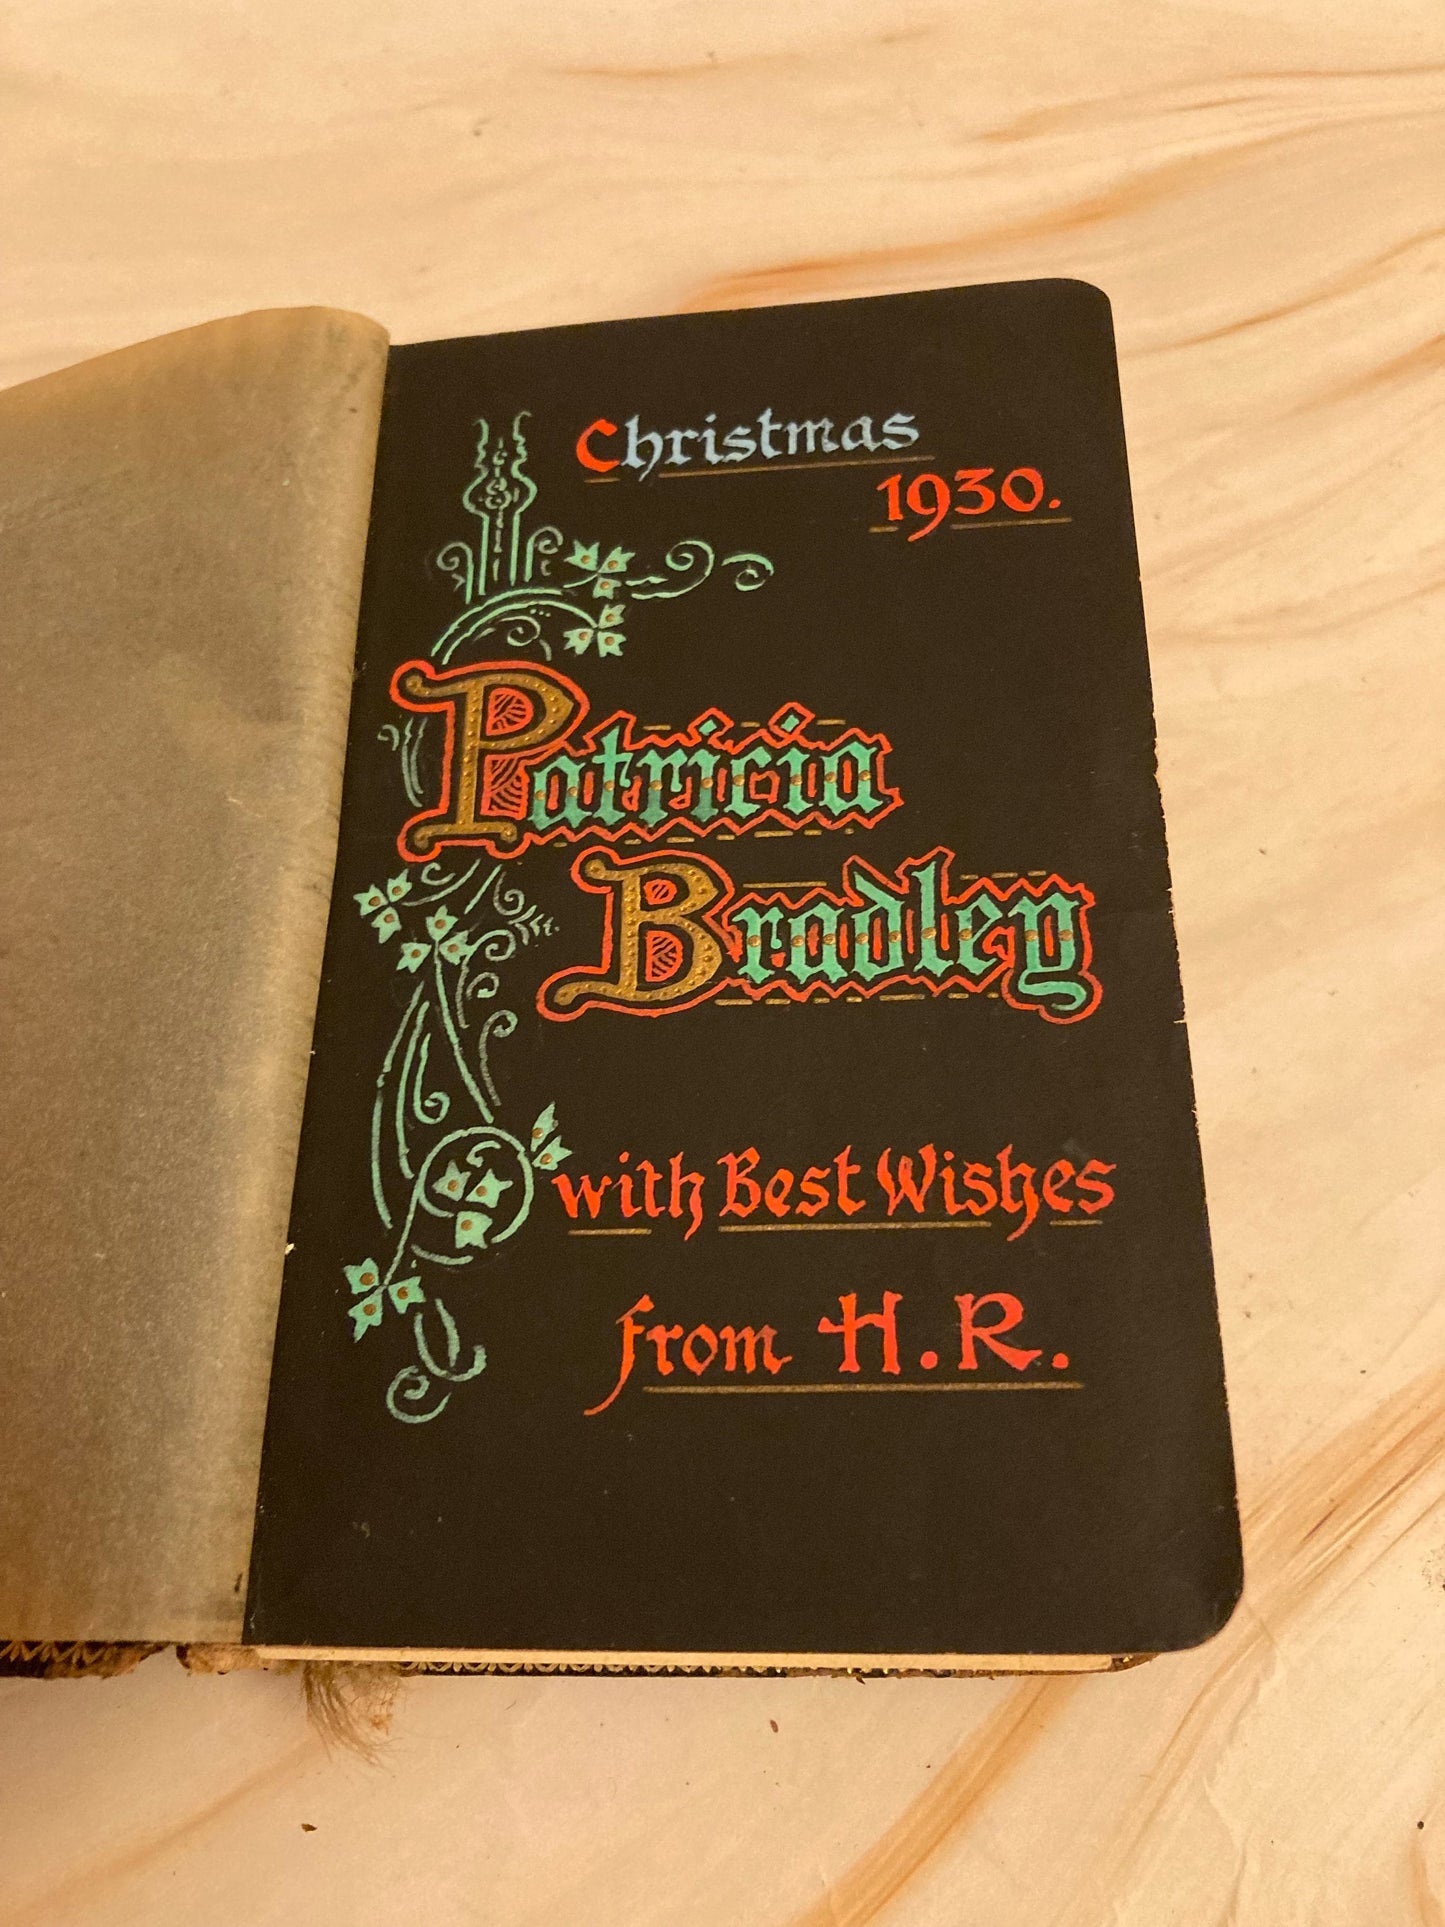 Christmas
1930.
Patricia
Bradley
with Best Wishes
from H.R.